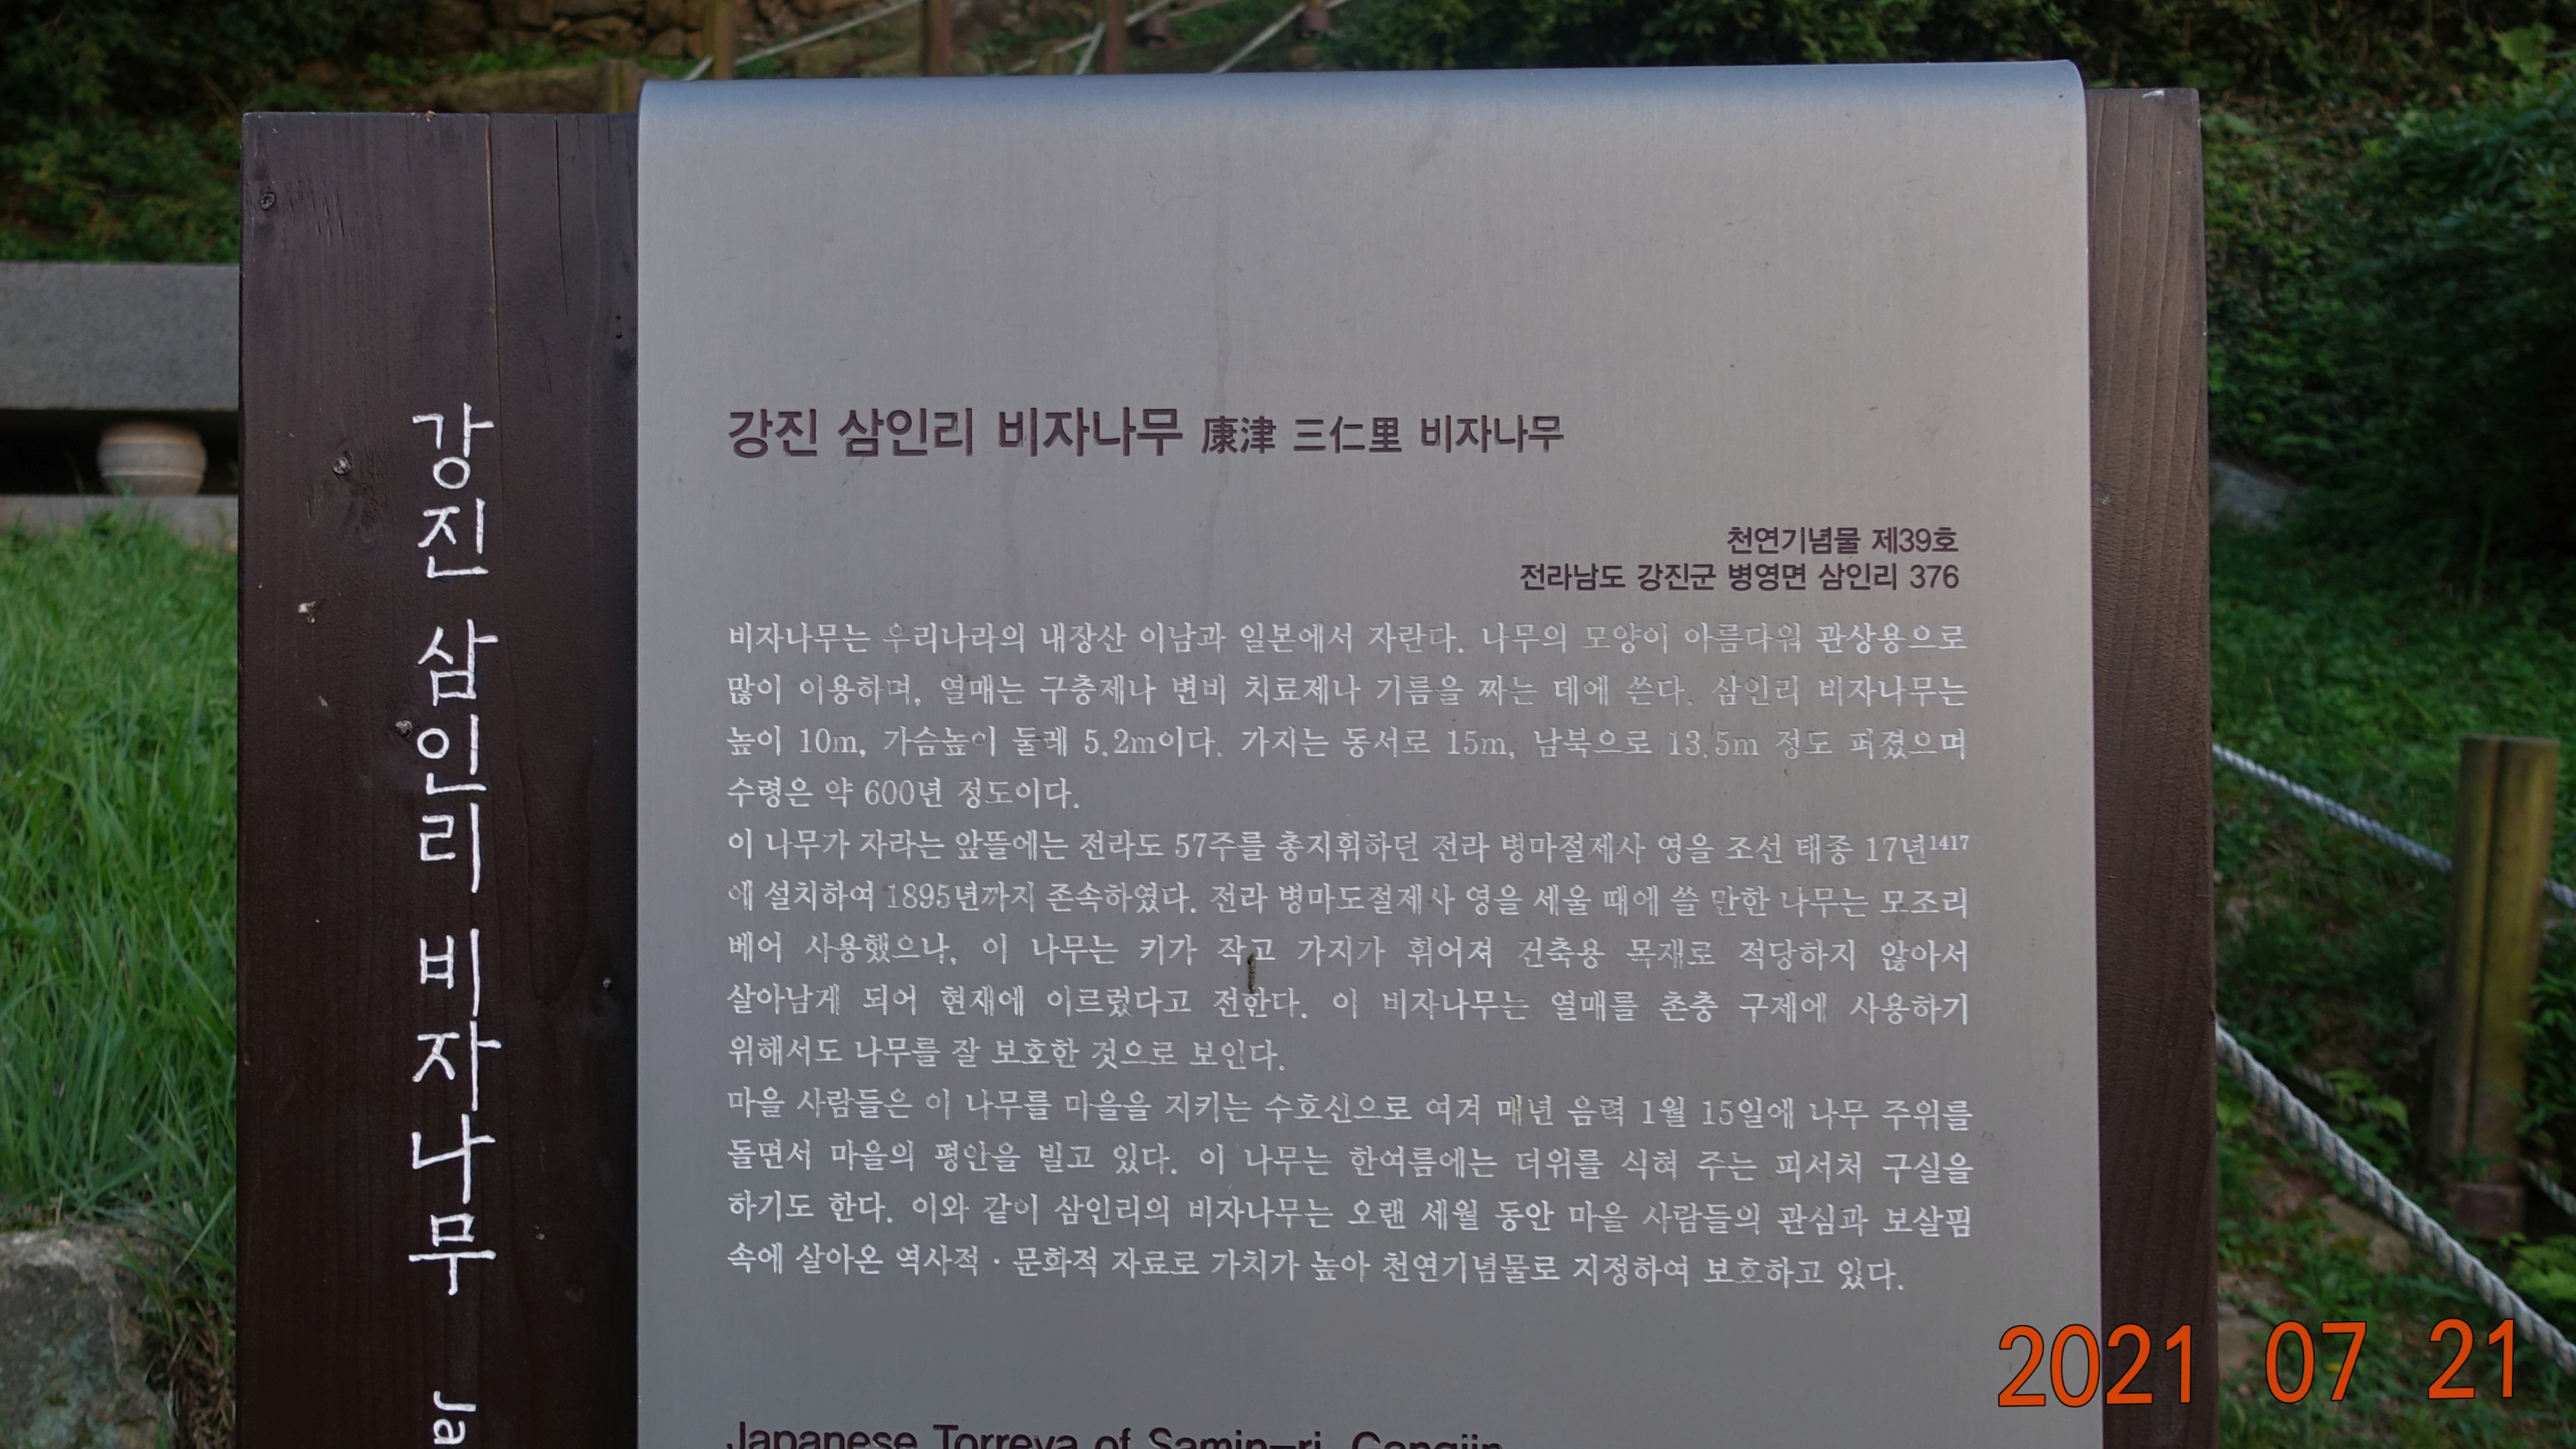 강진 삼인리 비자나무 Ja
강진 삼인리 비자나무 康津 三仁里 비자나무
천연기념물 제39호
전라남도 강진군 병영면 삼인리 376
비자나무는 우리나라의 내장산 이남과 일본에서 자란다. 나무의 모양이 아름다워 관상용으로
많이 이용하며, 열매는 구충제나 변비 치료제나 기름을 짜는 데에 쓴다. 삼인리 비자나무는
높이 10m, 가슴높이 둘레 5.2m이다. 가지는 동서로 15m, 남북으로 13.5m 정도 퍼졌으며
수령은 약 600년 정도이다.
이 나무가 자라는 앞뜰에는 전라도 57주를 총지휘하던 전라 병마절제사 영을 조선 태종 17년1417
에 설치하여 1895년까지 존속하였다. 전라 병마도절제사 영을 세울 때에 쓸 만한 나무는 모조리
베어 사용했으나, 이 나무는 키가 작고 가지가 휘어져 건축용 목재로 적당하지 않아서
살아남게 되어 현재에 이르렀다고 전한다. 이 비자나무는 열매를 촌충 구제에 사용하기
위해서도 나무를 잘 보호한 것으로 보인다.
마을 사람들은 이 나무를 마을을 지키는 수호신으로 여겨 매년 음력 1월 15일에 나무 주위를
돌면서 마을의 평안을 빌고 있다. 이 나무는 한여름에는 더위를 식혀 주는 피서처 구실을
하기도 한다. 이와 같이 삼인리의 비자나무는 오랜 세월 동안 마을 사람들의 관심과 보살핌
속에 살아온 역사적·문화적 자료로 가치가 높아 천연기념물로 지정하여 보호하고 있다.
Japanese Torreya of Samin-ri, Gangjin
2021 07 21